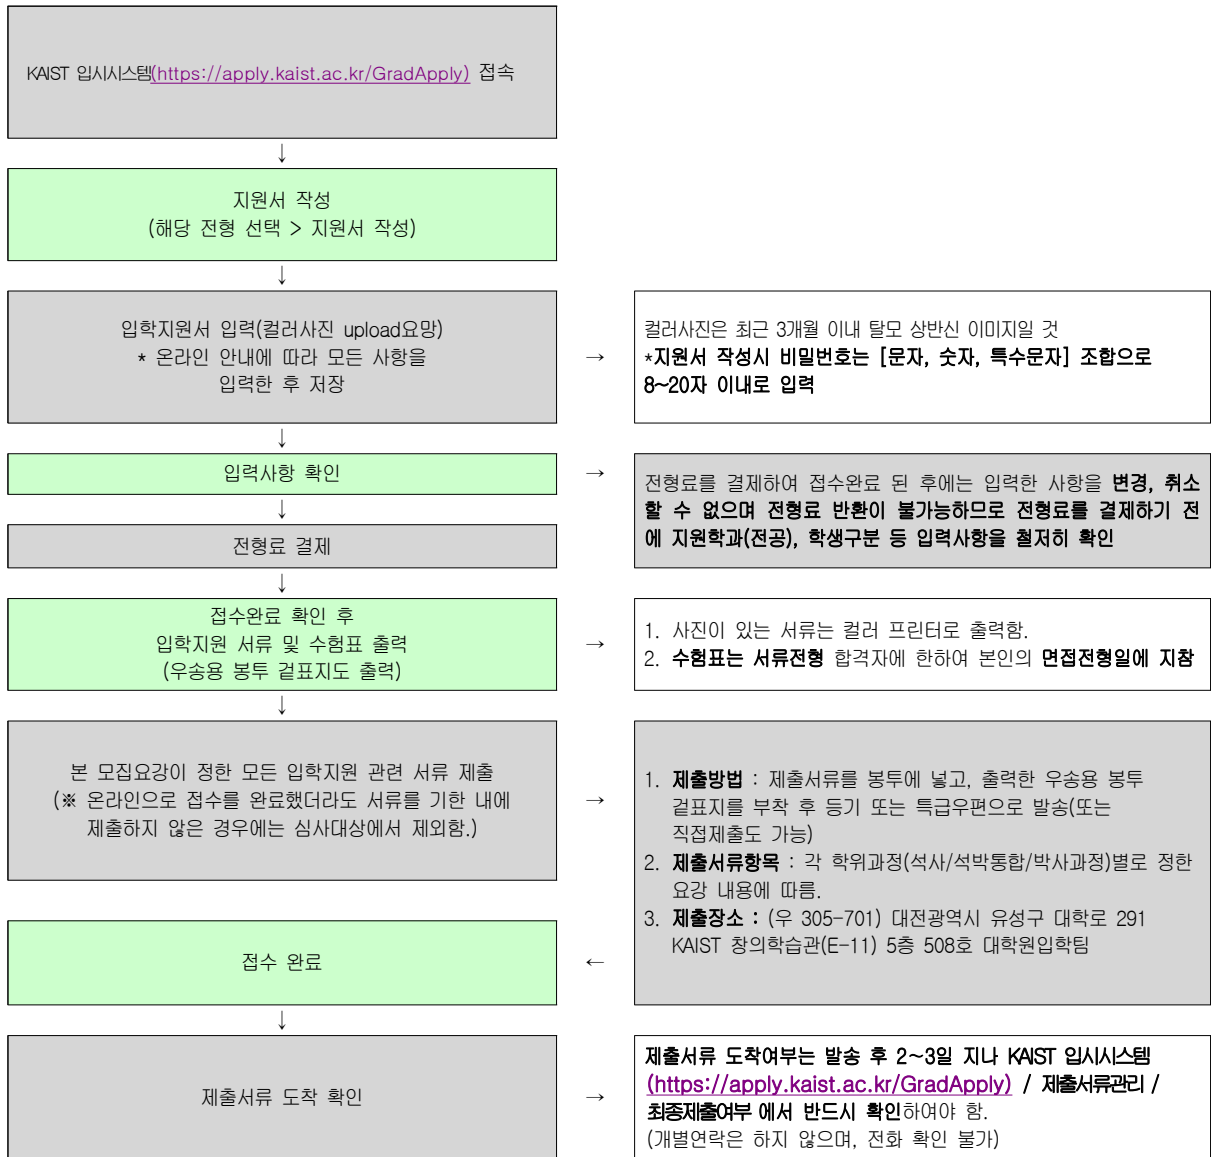 KAIST 입시시스템(https://apply.kaist.ac.kr/GradApply) 접속
↓
지원서 작성
(해당 전형 선택 > 지원서 작성)
↓
입학지원서 입력(컬러사진 upload요망)
* 온라인 안내에 따라 모든 사항을
입력한 후 저장
→
컬러사진은 최근 3개월 이내 탈모 상반신 이미지일 것
*지원서 작성시 비밀번호는 [문자, 숫자, 특수문자] 조합으로
8~20자 이내로 입력
↓
입력사항 확인
→
전형료를 결제하여 접수완료 된 후에는 입력한 사항을 변경, 취소
할 수 없으며 전형료 반환이 불가능하므로 전형료를 결제하기 전
에 지원학과(전공), 학생구분 등 입력사항을 철저히 확인
↓
전형료 결제
↓
접수완료 확인 후
입학지원 서류 및 수험표 출력
(우송용 봉투 겉표지도 출력)
→
1. 사진이 있는 서류는 컬러 프린터로 출력함.
2. 수험표는 서류전형 합격자에 한하여 본인의 면접전형일에 지참
↓
본 모집요강이 정한 모든 입학지원 관련 서류 제출
(※ 온라인으로 접수를 완료했더라도 서류를 기한 내에
제출하지 않은 경우에는 심사대상에서 제외함.)
→
1. 제출방법 : 제출서류를 봉투에 넣고, 출력한 우송용 봉투
겉표지를 부착 후 등기 또는 특급우편으로 발송(또는
직접제출도 가능)
2. 제출서류항목 : 각 학위과정(석사/석박통합/박사과정)별로 정한
요강 내용에 따름.
3. 제출장소 : (우 305-701) 대전광역시 유성구 대학로 291
KAIST 창의학습관(E-11) 5층 508호 대학원입학팀
접수 완료
←
↓
제출서류 도착 확인
→
제출서류 도착여부는 발송 후 2~3일 지나 KAIST 입시시스템
(https://apply.kaist.ac.kr/GradApply) / 제출서류관리 /
최종제출여부 에서 반드시 확인하여야 함.
(개별연락은 하지 않으며, 전화 확인 불가)